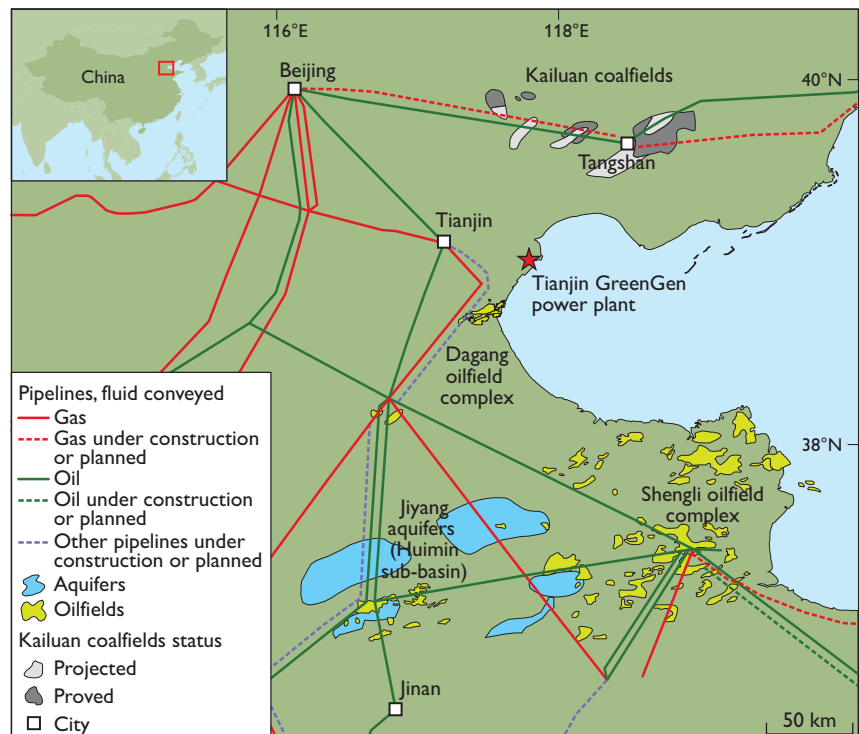 116°E
118°E
China
Beijing
Kailuan coalfields
40°N
Tangshan
Tianjin
Tianjin GreenGen
power plant
Dagang
oilfield
complex
Pipelines, fluid conveyed
Gas
Gas under construction
or planned
Oil
Oil under construction
or planned
Other pipelines under
construction or planned
Aquifers
Oilfields
Kailuan coalfields status
Projected
Proved
City
38°N
Jiyang
aquifers
(Huimin
sub-basin)
Shengli oilfield
complex
Jinan
50 km